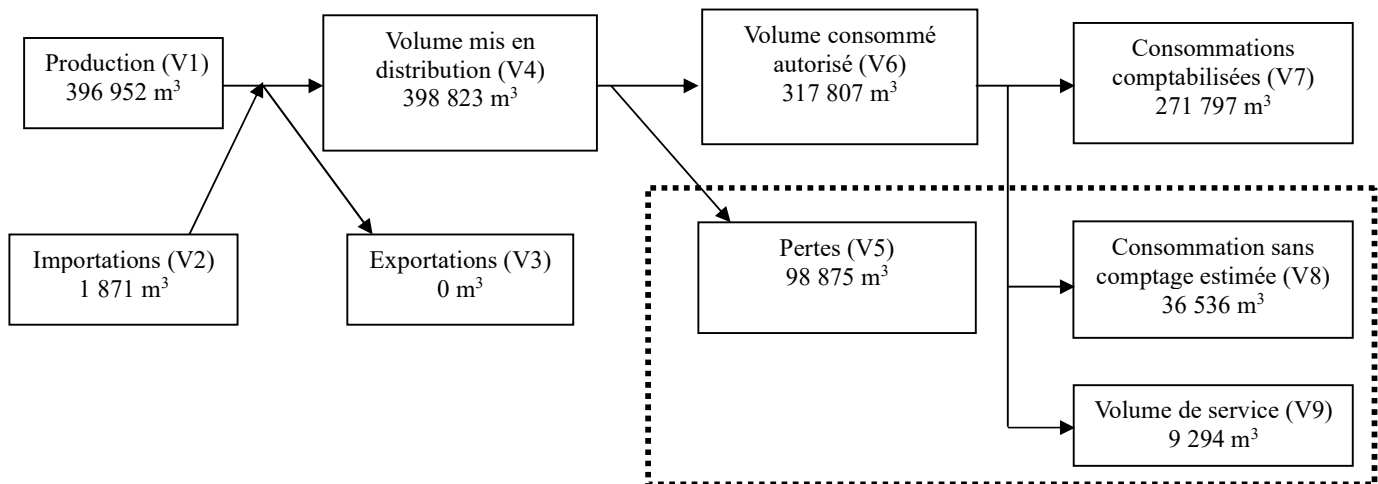 Production (V1)
396 952 m³
Volume mis en
distribution (V4)
398 823 m³
Volume consommé
autorisé (V6)
317 807 m³
Consommations
comptabilisées (V7)
271 797 m³
Importations (V2)
1 871 m³
Exportations (V3)
0 m³
Pertes (V5)
98 875 m³
Consommation sans
comptage estimée (V8)
36 536 m³
Volume de service (V9)
9 294 m³